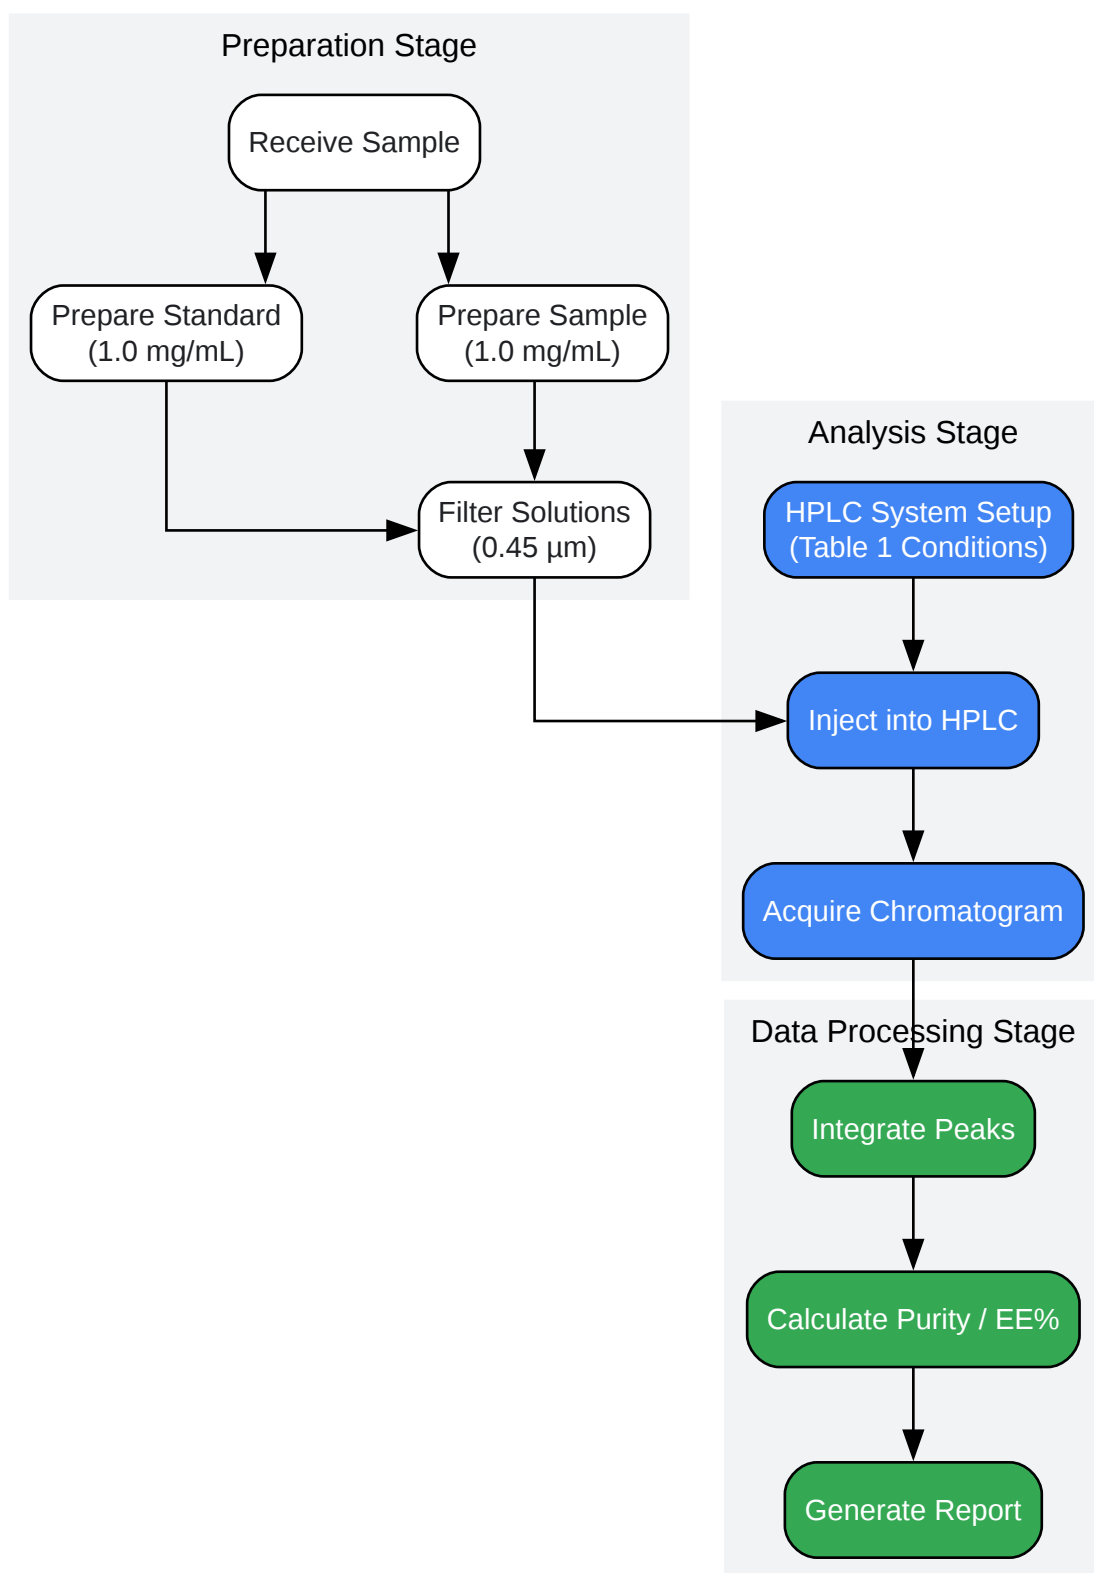 Preparation Stage
Receive Sample
Prepare Standard
(1.0 mg/mL)
Prepare Sample
(1.0 mg/mL)
Filter Solutions
(0.45 µm)
Analysis Stage
HPLC System Setup
(Table 1 Conditions)
Inject into HPLC
Acquire Chromatogram
Data Processing Stage
Integrate Peaks
Calculate Purity / EE%
Generate Report